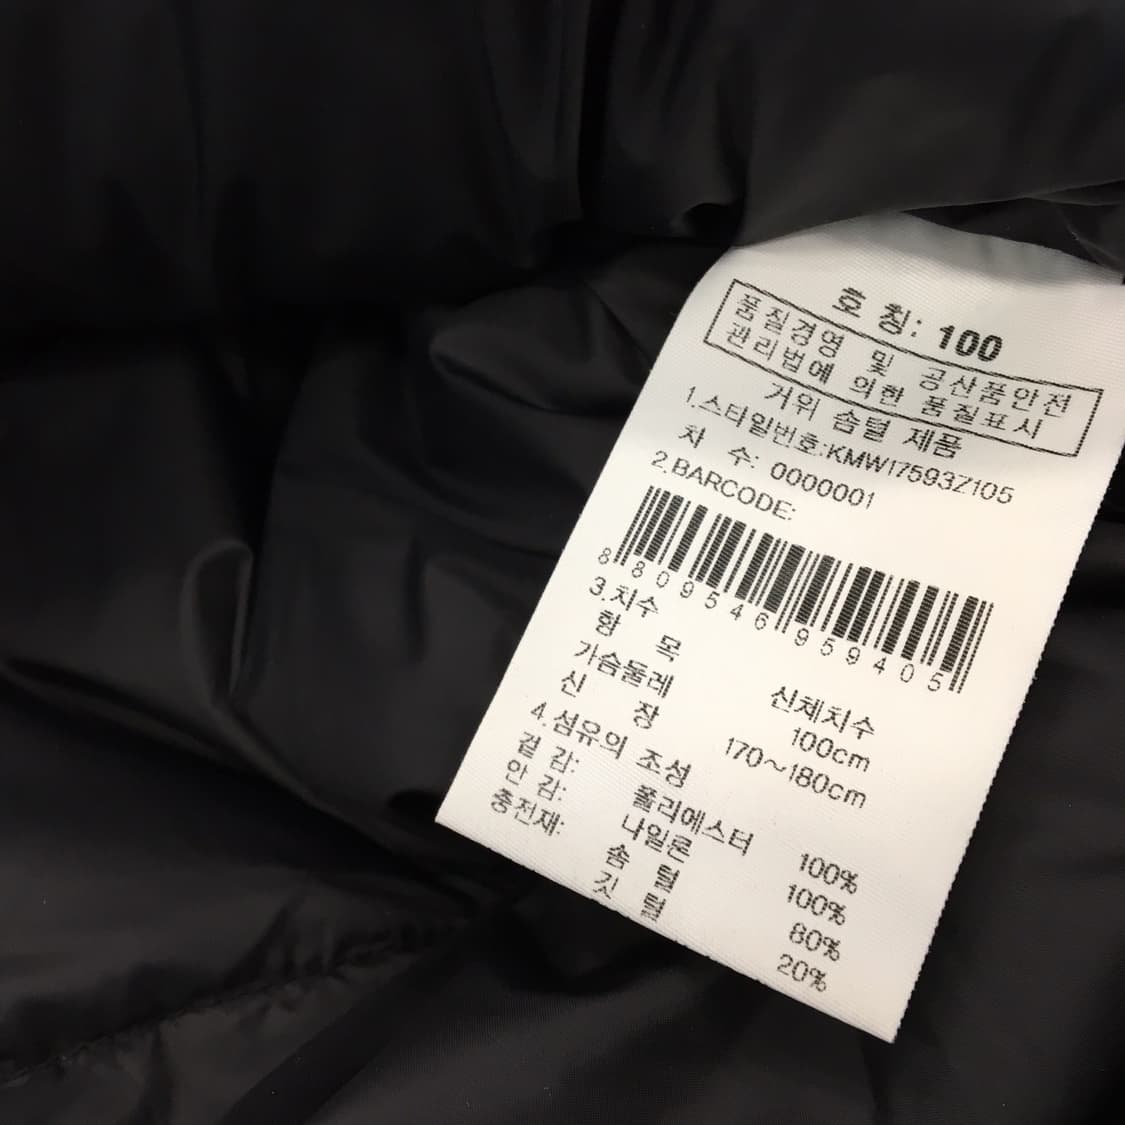 호 칭: 100
품질경영 및 공산품안전
관리법에 의한 품질표시
거위 솜털 제품
1.스타일번호:KMW17593Z105
차 수: 0000001
2.BARCODE:
8 809546 959405
3.치수
항 목 신체치수
가슴둘레 100cm
신 장 170~180cm
4.섬유의 조성
겉 감: 폴리에스터 100%
안 감: 나일론 100%
충전재: 솜 털 80%
깃 털 20%